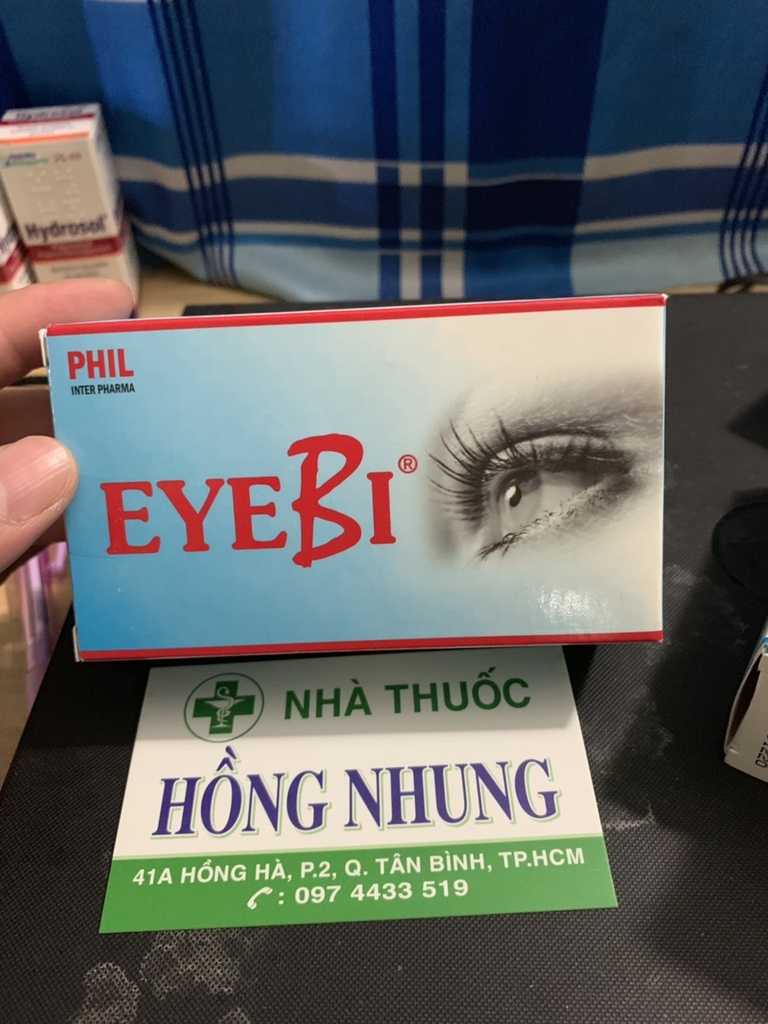 Hydrosol
PHIL
INTER PHARMA
EYEBI®
NHÀ THUỐC
HỒNG NHUNG
41A HỒNG HÀ, P.2, Q. TÂN BÌNH, TP.HCM
: 097 4433 519